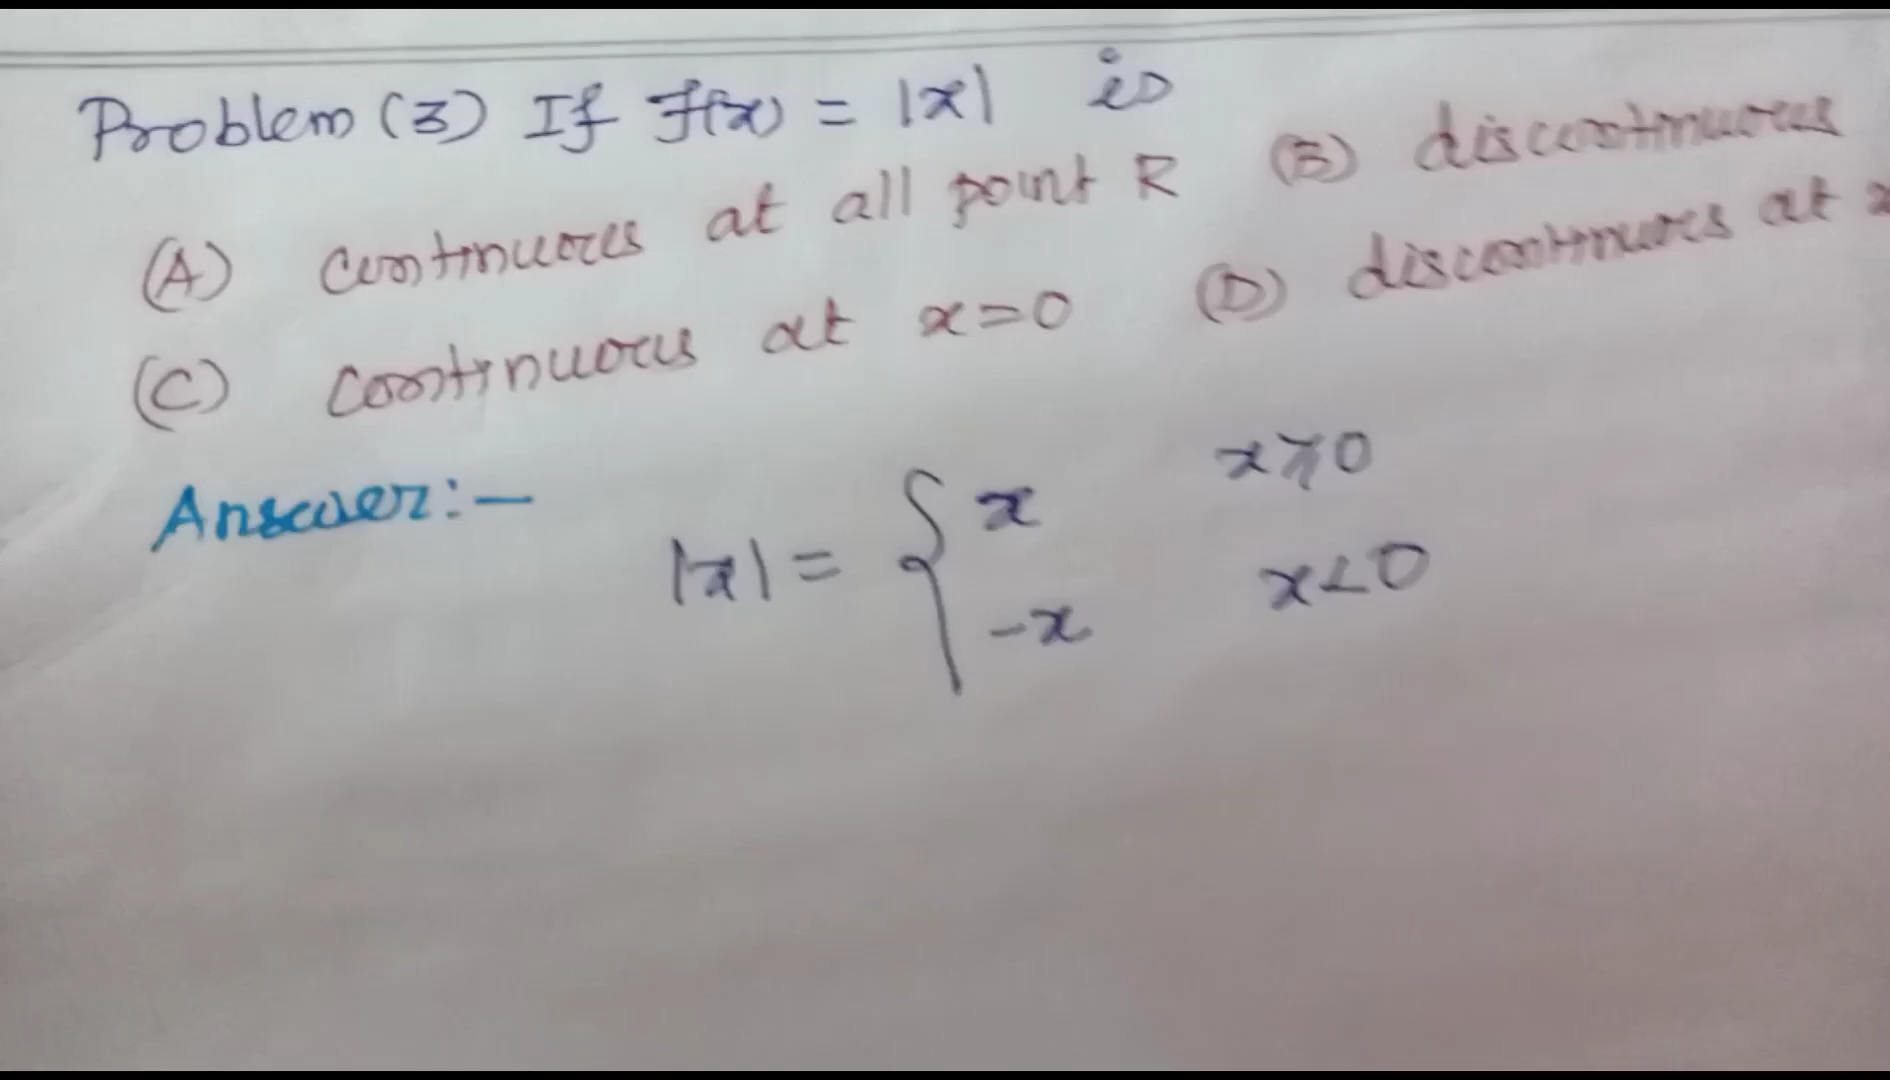 Problem (3) If f(x) = |x| is
(A) continuous at all point R (B) discontinuous
(C) continuous at x=0 (D) discontinuous at
Answer:-
|x| = { x x≥0
-x x<0